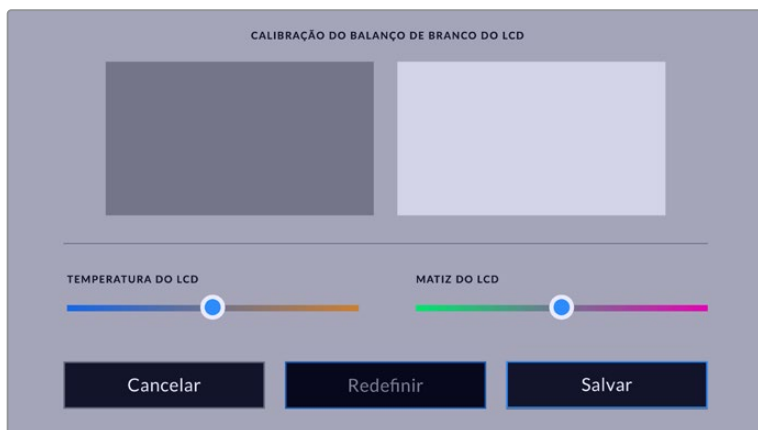 CALIBRAÇÃO DO BALANÇO DE BRANCO DO LCD
TEMPERATURA DO LCD
MATIZ DO LCD
Cancelar
Redefinir
Salvar